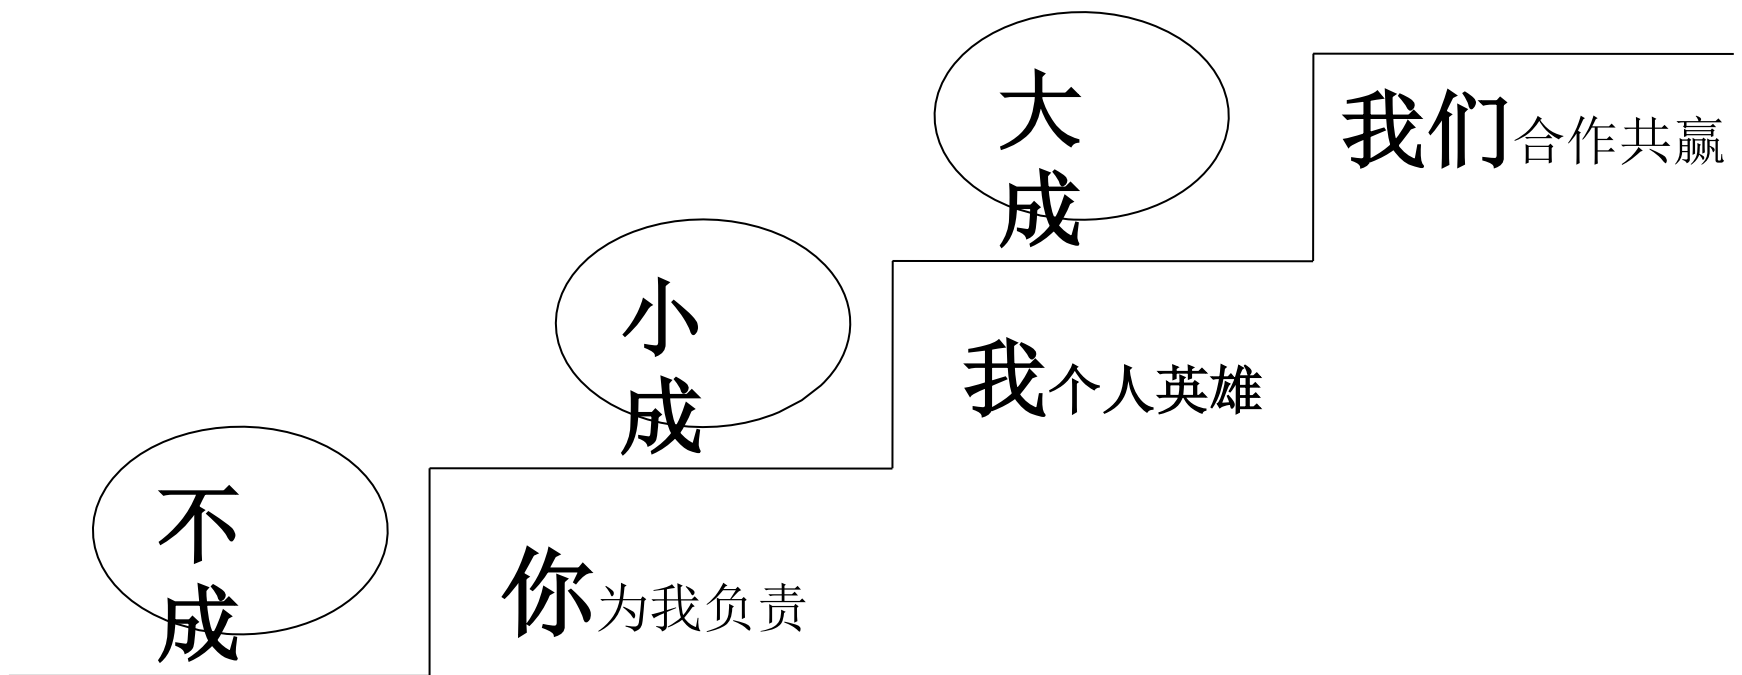 大
成
我们合作共赢
小
成
我个人英雄
不
成
你为我负责